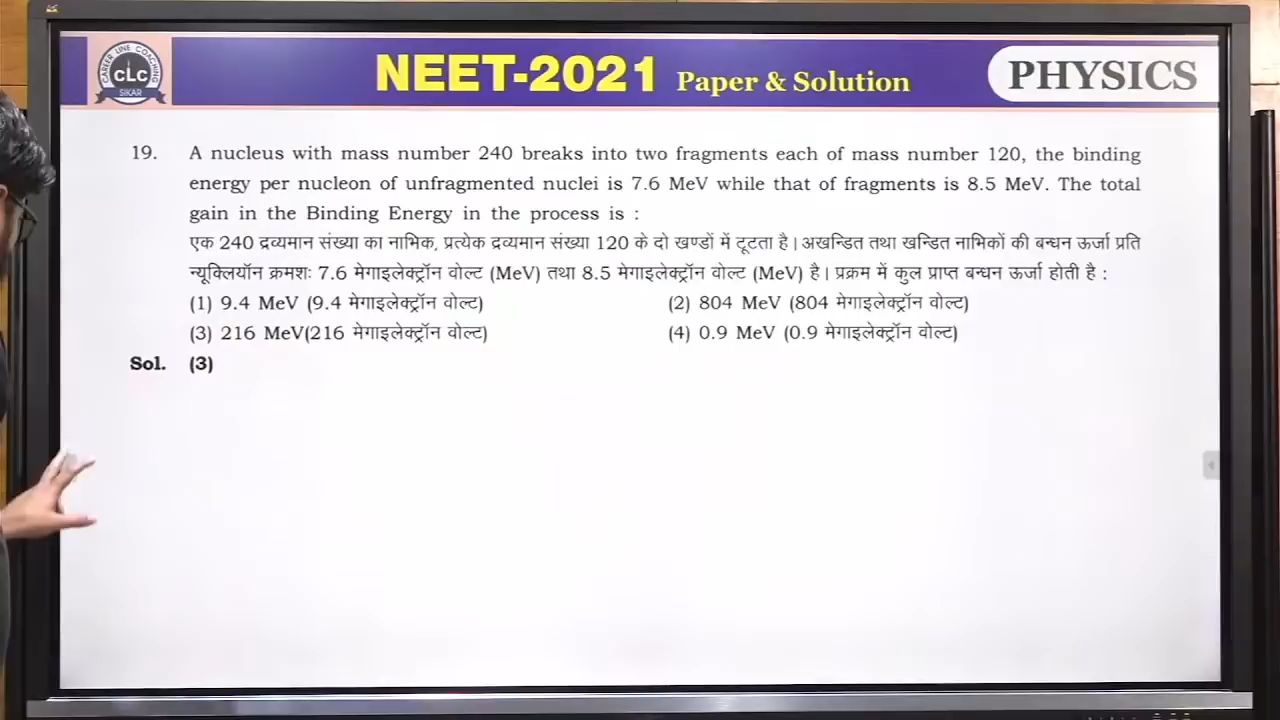 CAREER LINE COACHING
CLC
SIKAR
NEET-2021 Paper & Solution
PHYSICS
19. A nucleus with mass number 240 breaks into two fragments each of mass number 120, the binding
energy per nucleon of unfragmented nuclei is 7.6 MeV while that of fragments is 8.5 MeV. The total
gain in the Binding Energy in the process is :
एक 240 द्रव्यमान संख्या का नाभिक, प्रत्येक द्रव्यमान संख्या 120 के दो खण्डों में टूटता है। अखन्डित तथा खन्डित नाभिकों की बन्धन ऊर्जा प्रति
न्यूक्लियॉन क्रमशः 7.6 मेगाइलेक्ट्रॉन वोल्ट (MeV) तथा 8.5 मेगाइलेक्ट्रॉन वोल्ट (MeV) है। प्रक्रम में कुल प्राप्त बन्धन ऊर्जा होती है :
(1) 9.4 MeV (9.4 मेगाइलेक्ट्रॉन वोल्ट) (2) 804 MeV (804 मेगाइलेक्ट्रॉन वोल्ट)
(3) 216 MeV(216 मेगाइलेक्ट्रॉन वोल्ट) (4) 0.9 MeV (0.9 मेगाइलेक्ट्रॉन वोल्ट)
Sol. (3)